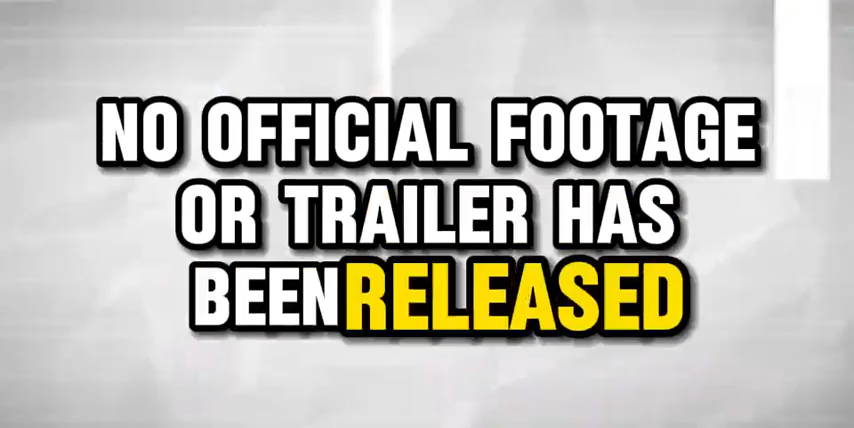 NO OFFICIAL FOOTAGE
OR TRAILER HAS
BEEN RELEASED